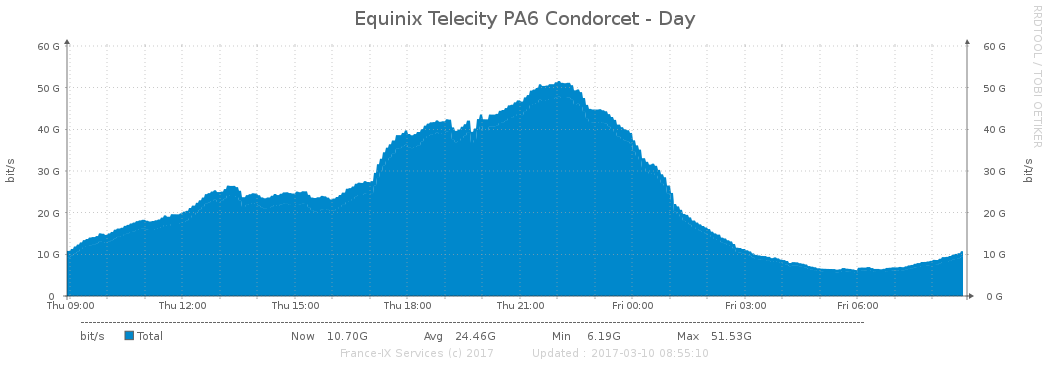 Equinix Telecity PA6 Condorcet - Day
RRDTOOL / TOBI OETIKER
60 G 60 G
50 G 50 G
40 G 40 G
30 G 30 G
20 G 20 G
10 G 10 G
0 0 G
bit/s bit/s
Thu 09:00 Thu 12:00 Thu 15:00 Thu 18:00 Thu 21:00 Fri 00:00 Fri 03:00 Fri 06:00
bit/s Total Now 10.70G Avg 24.46G Min 6.19G Max 51.53G
France-IX Services (c) 2017 Updated : 2017-03-10 08:55:10